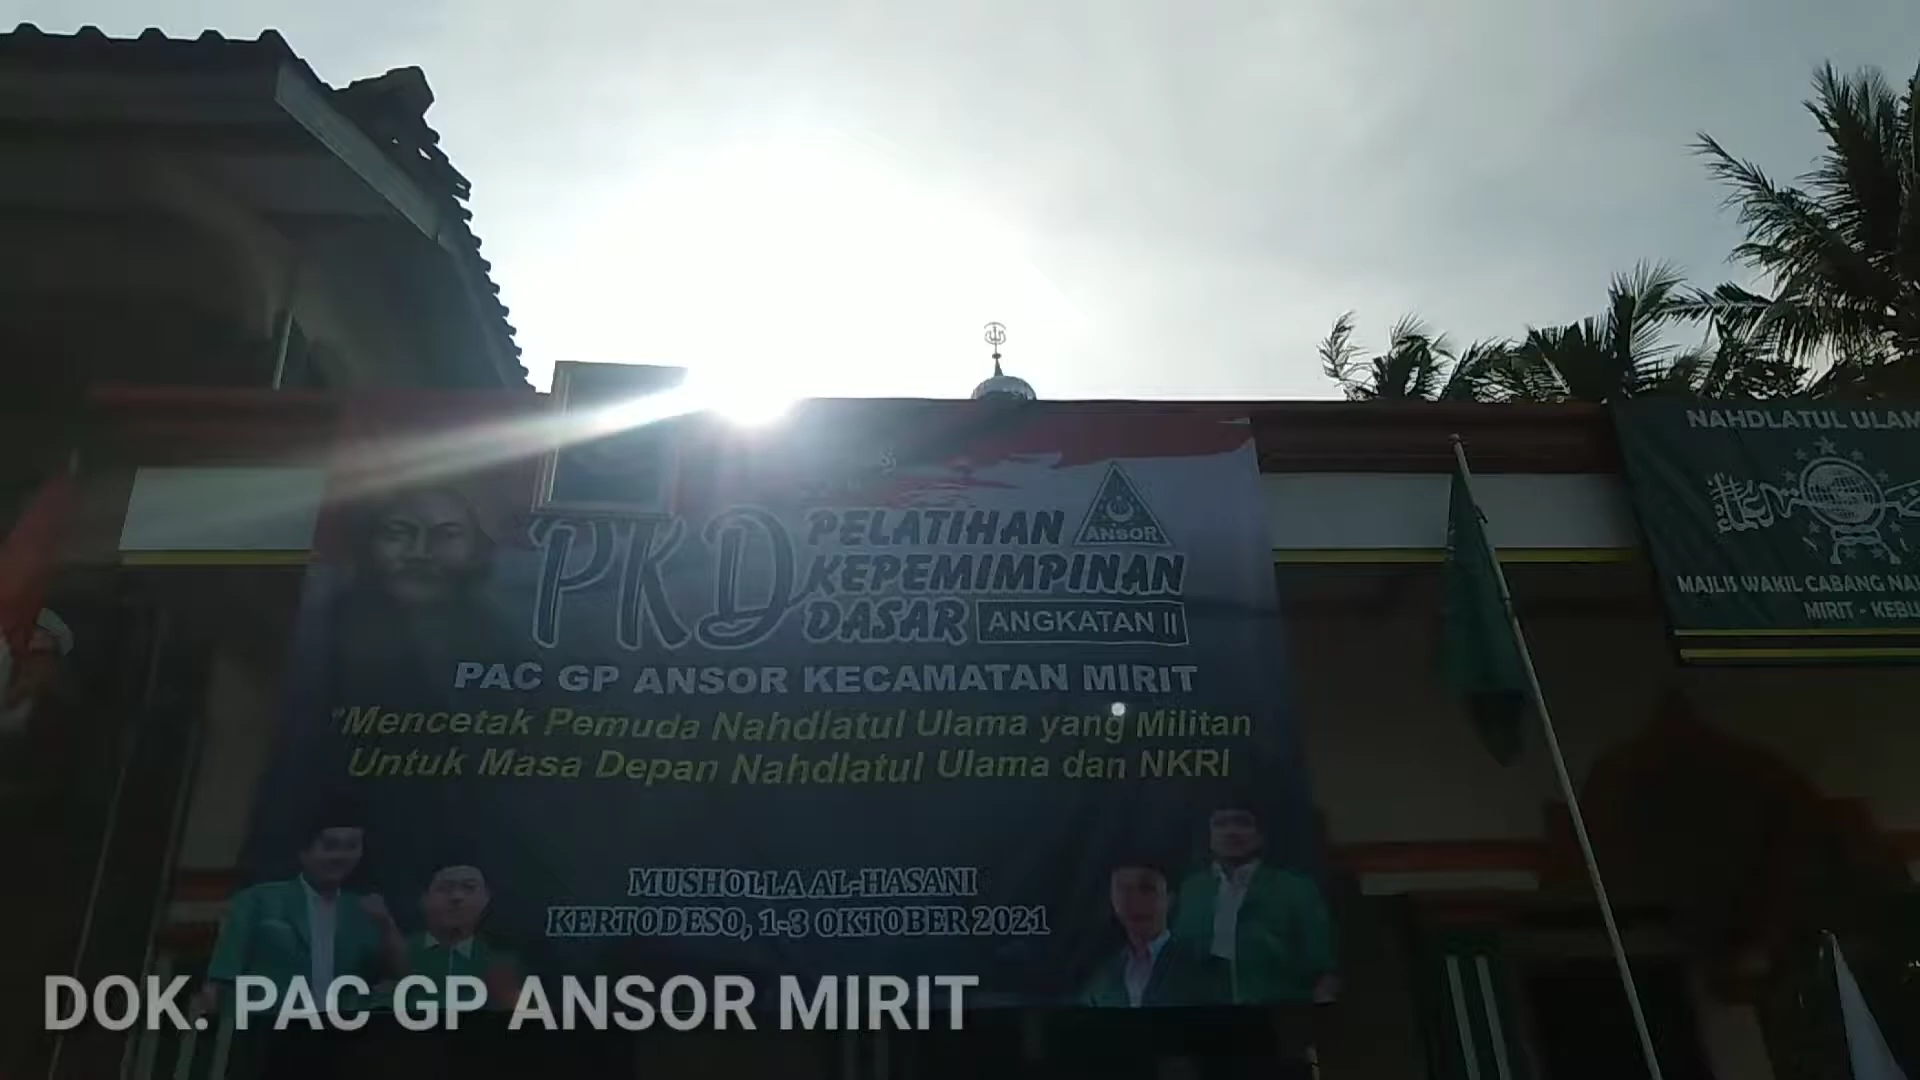 PKD PELATIHAN
KEPEMIMPINAN
DASAR ANGKATAN II
ANSOR
PAC GP ANSOR KECAMATAN MIRIT
"Mencetak Pemuda Nahdlatul Ulama yang Militan
Untuk Masa Depan Nahdlatul Ulama dan NKRI
MUSHOLLA AL-HASANI
KERTODESO, 1-3 OKTOBER 2021
NAHDLATUL ULAM
MAJLIS WAKIL CABANG NA
MIRIT - KEBU
DOK. PAC GP ANSOR MIRIT